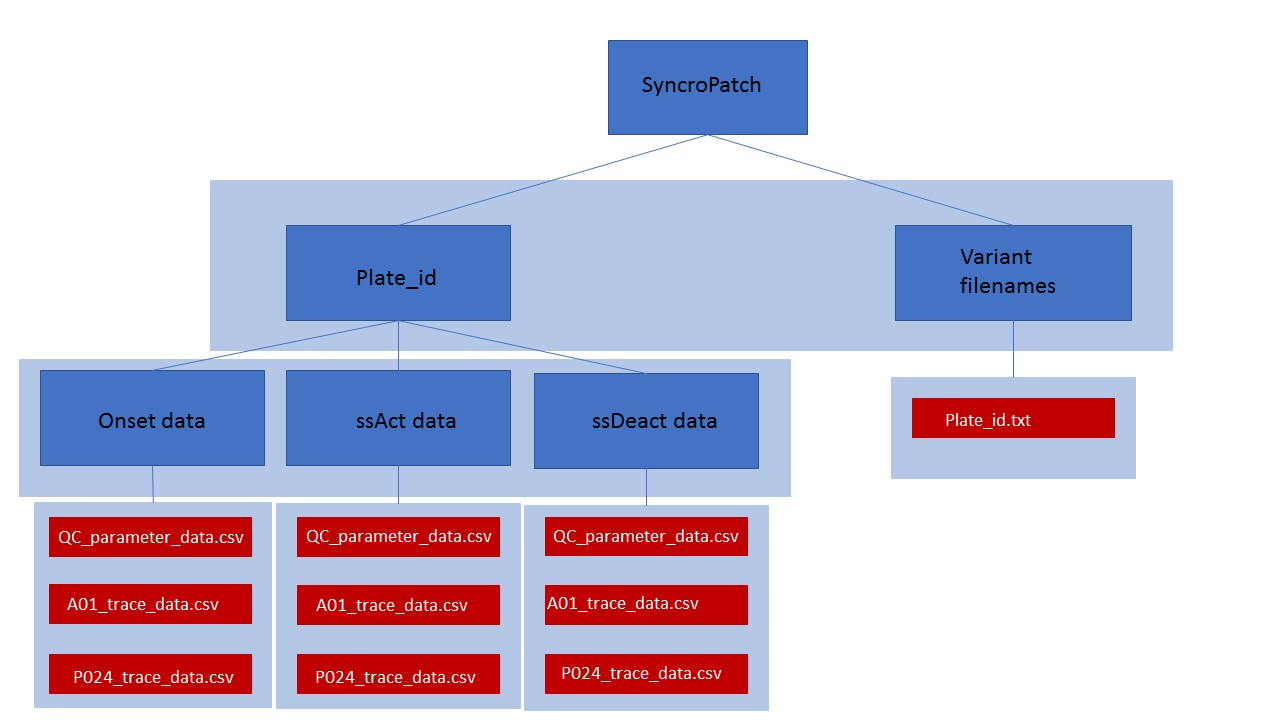 SyncroPatch
Plate_id
Variant
filenames
Onset data
ssAct data
ssDeact data
Plate_id.txt
QC_parameter_data.csv
QC_parameter_data.csv
QC_parameter_data.csv
A01_trace_data.csv
A01_trace_data.csv
A01_trace_data.csv
P024_trace_data.csv
P024_trace_data.csv
P024_trace_data.csv